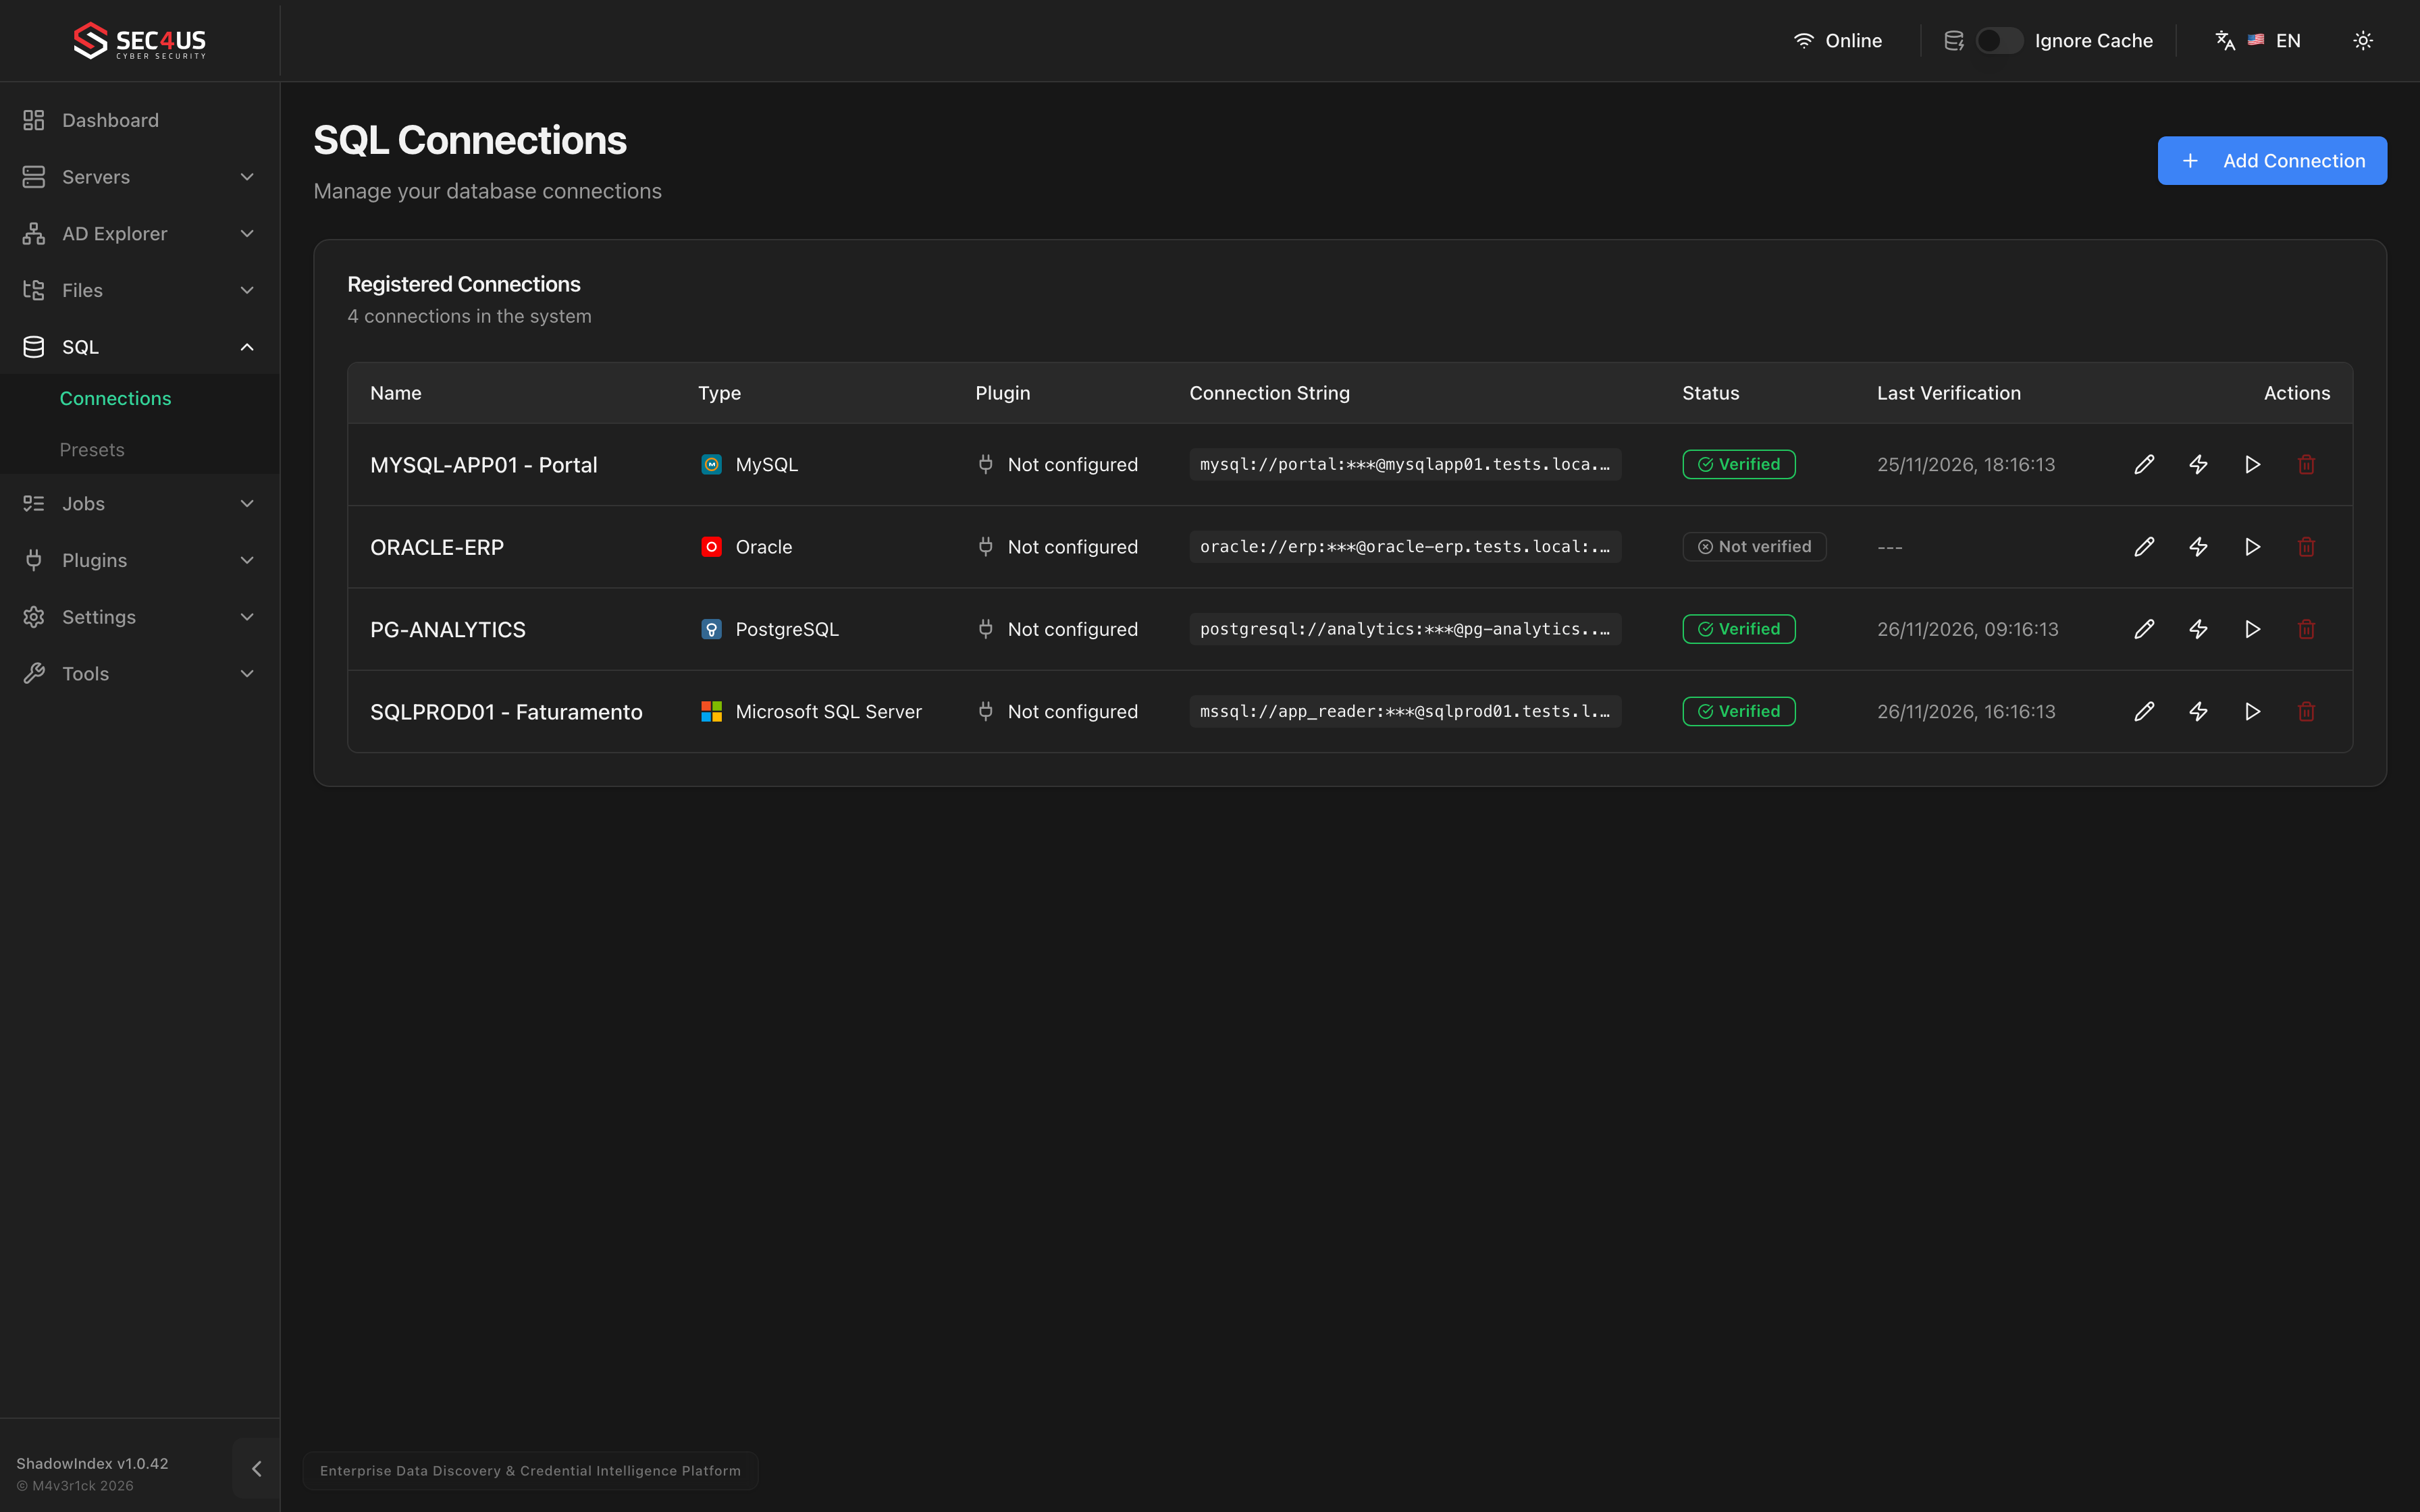 SEC4US
CYBER SECURITY
Online
Ignore Cache
EN
Dashboard
Servers
AD Explorer
Files
SQL
Connections
Presets
Jobs
Plugins
Settings
Tools
SQL Connections
Manage your database connections
Add Connection
Registered Connections
4 connections in the system
Name Type Plugin Connection String Status Last Verification Actions
MYSQL-APP01 - Portal MySQL Not configured mysql://portal:***@mysqlapp01.tests.loca... Verified 25/11/2026, 18:16:13
ORACLE-ERP Oracle Not configured oracle://erp:***@oracle-erp.tests.local:... Not verified ---
PG-ANALYTICS PostgreSQL Not configured postgresql://analytics:***@pg-analytics.... Verified 26/11/2026, 09:16:13
SQLPROD01 - Faturamento Microsoft SQL Server Not configured mssql://app_reader:***@sqlprod01.tests.l... Verified 26/11/2026, 16:16:13
ShadowIndex v1.0.42
© M4v3r1ck 2026
Enterprise Data Discovery & Credential Intelligence Platform